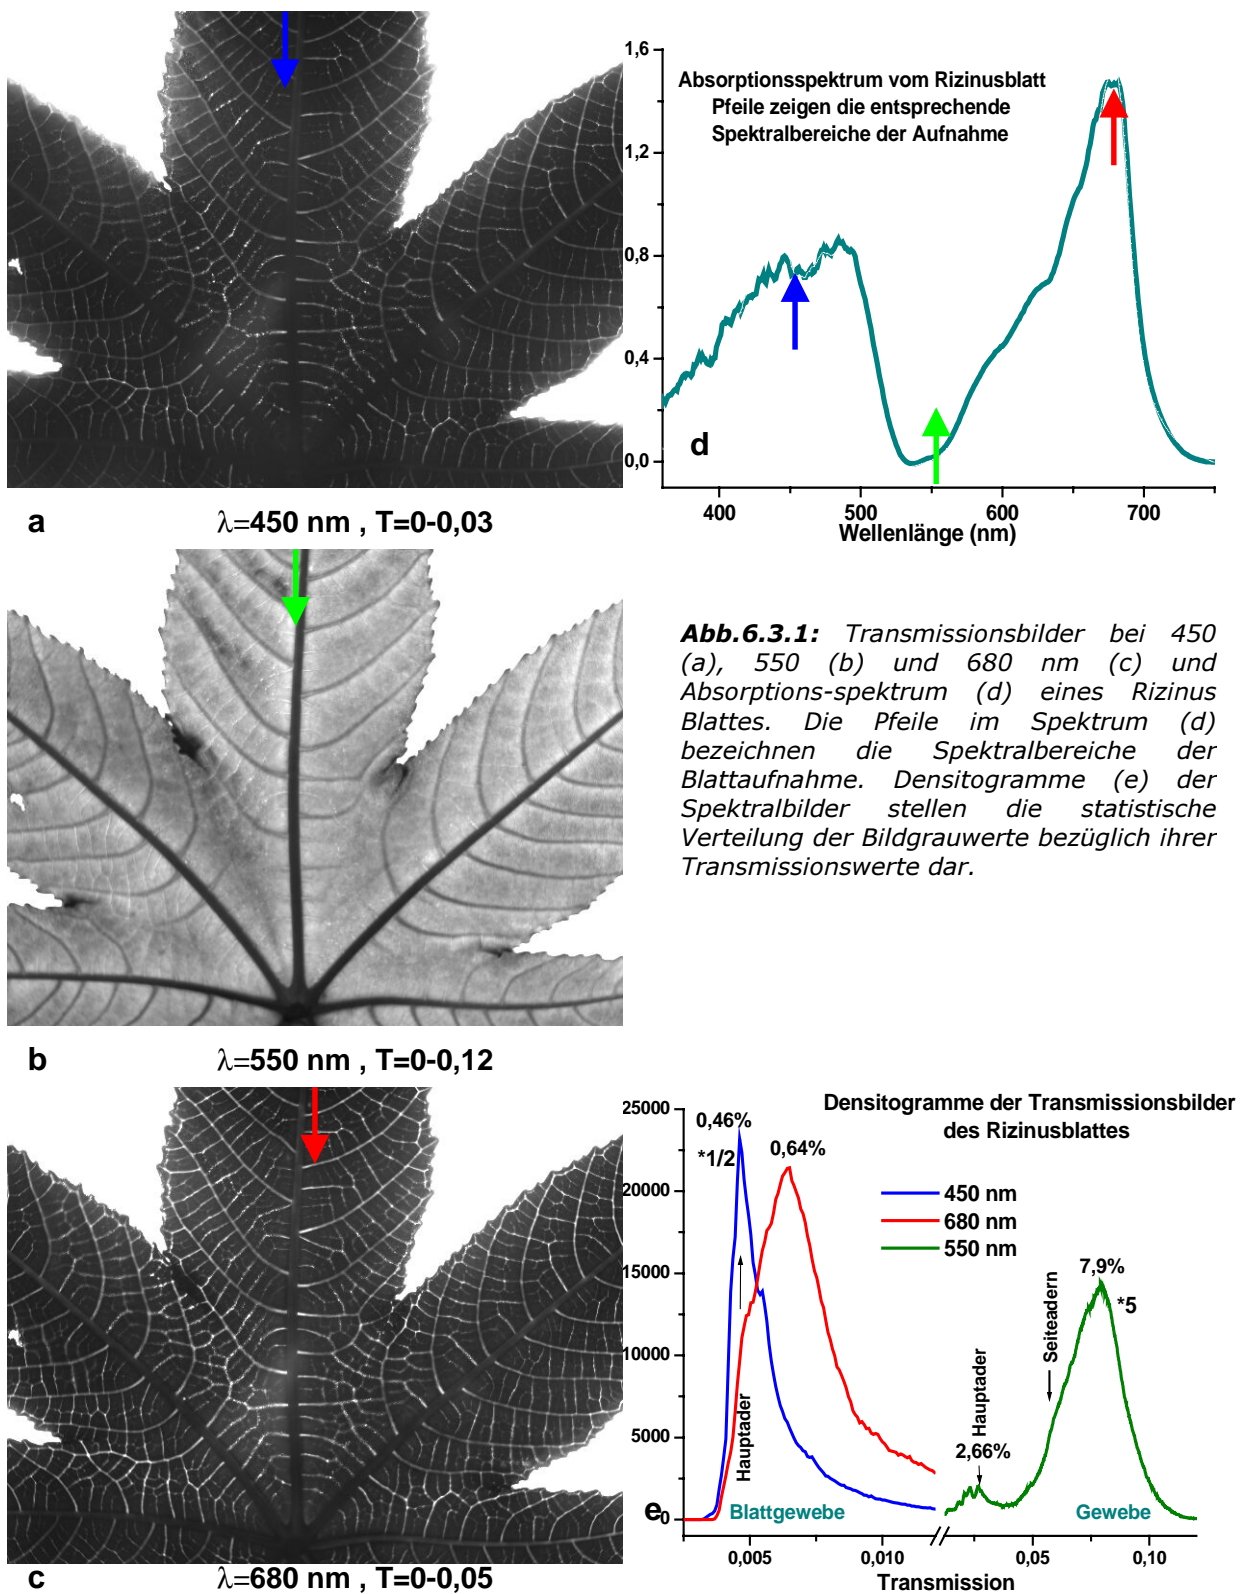 1,6
1,2
0,8
0,4
0,0
Absorptionsspektrum vom Rizinusblatt
Pfeile zeigen die entsprechende
Spektralbereiche der Aufnahme
d
400 500 600 700
Wellenlänge (nm)
a λ=450 nm , T=0-0,03
Abb.6.3.1: Transmissionsbilder bei 450
(a), 550 (b) und 680 nm (c) und
Absorptions-spektrum (d) eines Rizinus
Blattes. Die Pfeile im Spektrum (d)
bezeichnen die Spektralbereiche der
Blattaufnahme. Densitogramme (e) der
Spektralbilder stellen die statistische
Verteilung der Bildgrauwerte bezüglich ihrer
Transmissionswerte dar.
b λ=550 nm , T=0-0,12
Densitogramme der Transmissionsbilder
des Rizinusblattes
25000
20000
15000
10000
5000
0
0,46%
*1/2
0,64%
450 nm
680 nm
550 nm
7,9%
*5
Seiteadern
Hauptader
2,66%
Hauptader
e
Blattgewebe
Gewebe
0,005 0,010 0,05 0,10
Transmission
c λ=680 nm , T=0-0,05